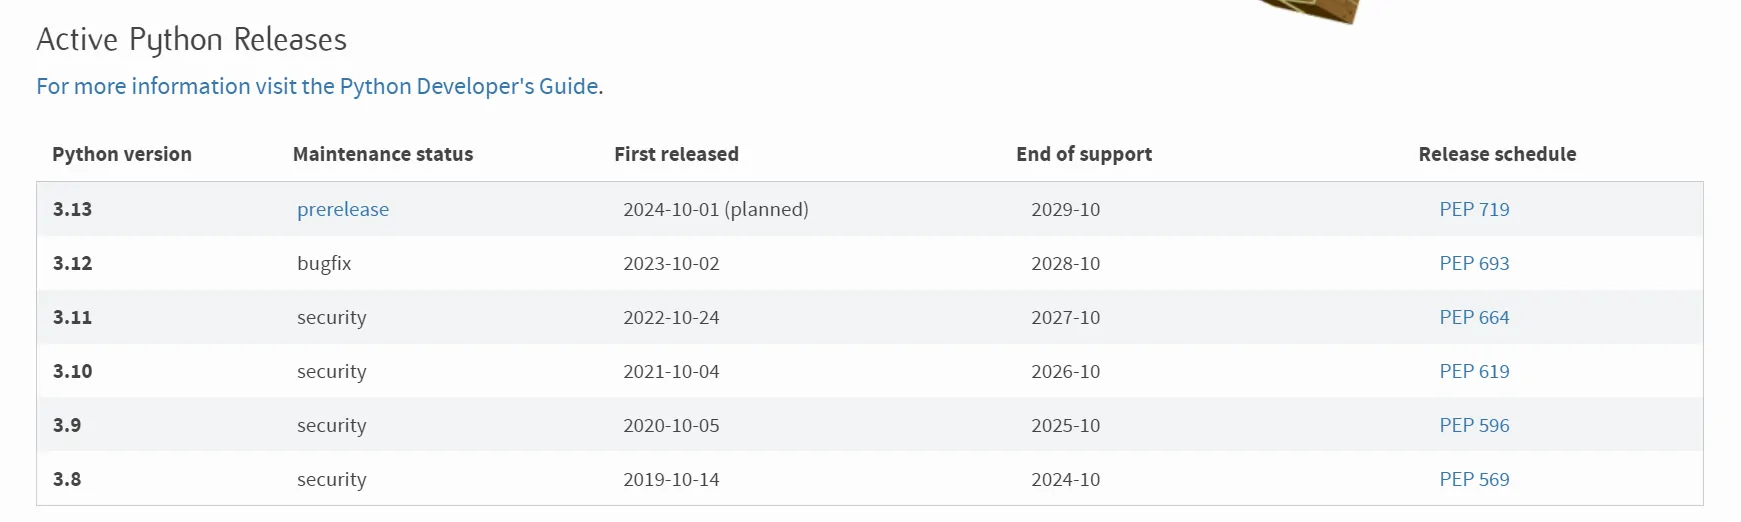 Active Python Releases
For more information visit the Python Developer's Guide.
Python version Maintenance status First released End of support Release schedule
3.13 prerelease 2024-10-01 (planned) 2029-10 PEP 719
3.12 bugfix 2023-10-02 2028-10 PEP 693
3.11 security 2022-10-24 2027-10 PEP 664
3.10 security 2021-10-04 2026-10 PEP 619
3.9 security 2020-10-05 2025-10 PEP 596
3.8 security 2019-10-14 2024-10 PEP 569